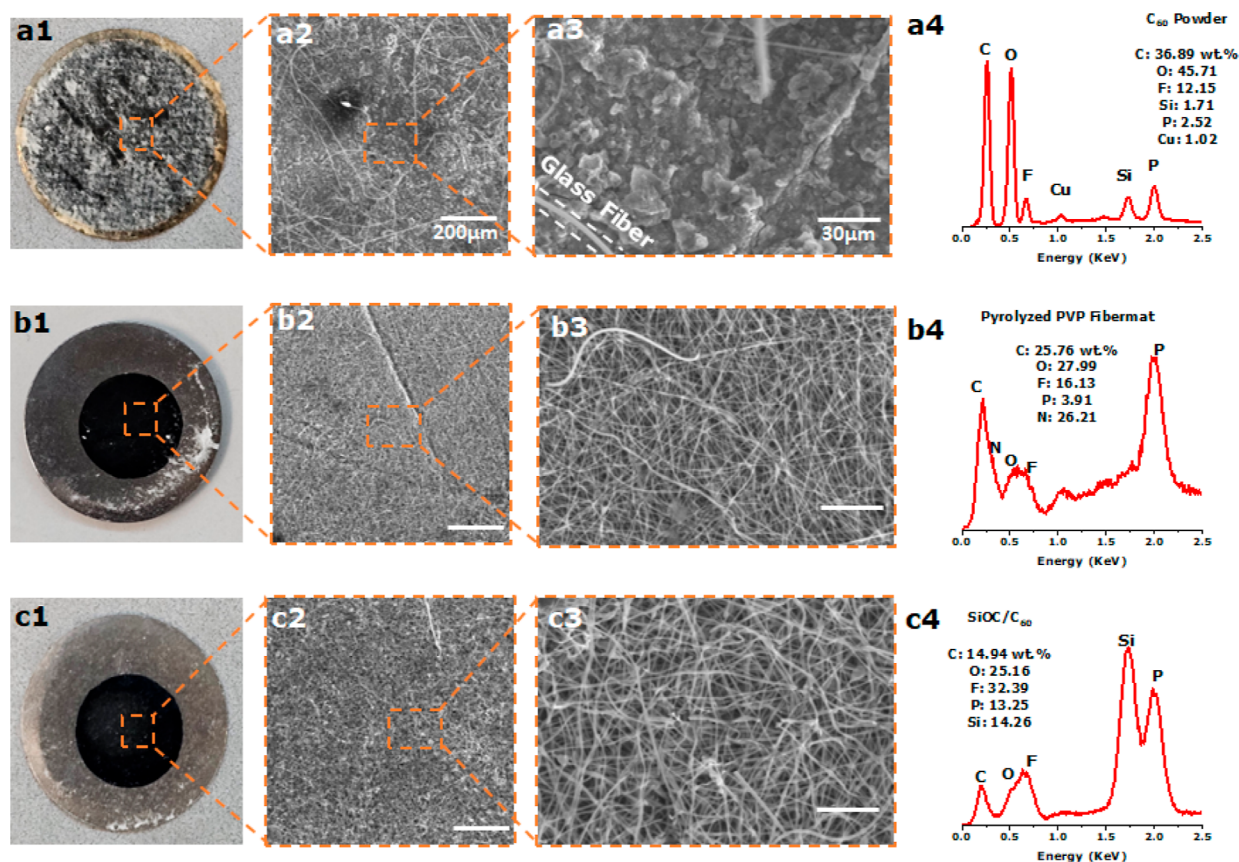 a1
a2
200µm
a3
Glass Fiber
30µm
a4
C₆₀ Powder
C: 36.89 wt.%
O: 45.71
F: 12.15
Si: 1.71
P: 2.52
Cu: 1.02
C
O
F
Cu
Si
P
0.0 0.5 1.0 1.5 2.0 2.5
Energy (KeV)
b1
b2
b3
b4
Pyrolyzed PVP Fibermat
C: 25.76 wt.%
O: 27.99
F: 16.13
P: 3.91
N: 26.21
C
N
O
F
P
0.0 0.5 1.0 1.5 2.0 2.5
Energy (KeV)
c1
c2
c3
c4
SiOC/C₆₀
C: 14.94 wt.%
O: 25.16
F: 32.39
P: 13.25
Si: 14.26
C
O
F
Si
P
0.0 0.5 1.0 1.5 2.0 2.5
Energy (KeV)